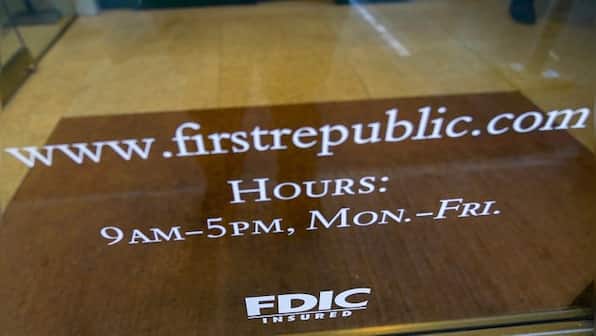 www.firstrepublic.com
HOURS:
9AM–5PM, MON.–FRI.
FDIC
INSURED